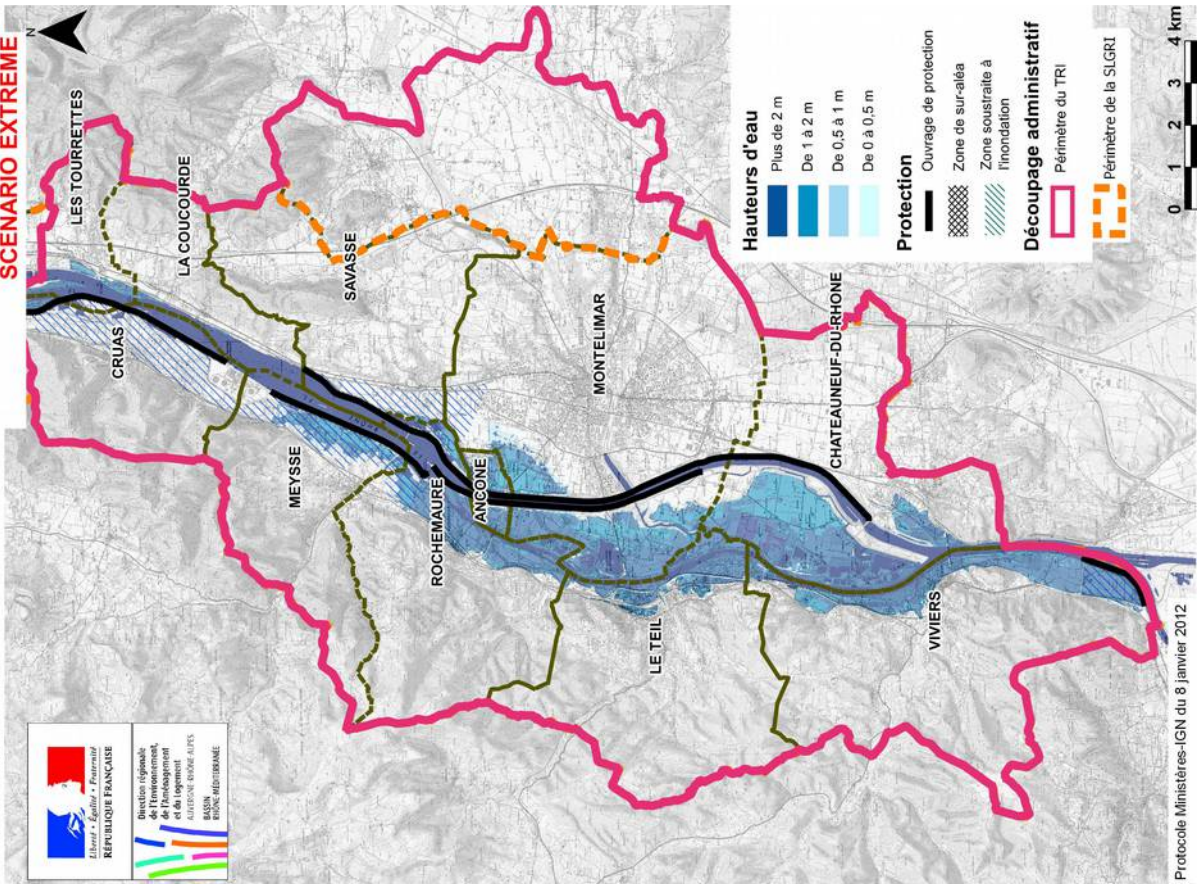 SCENARIO EXTREME
N
LES TOURRETTES
LA COUCOURDE
CRUAS
SAVASSE
MEYSSE
ROCHEMAURE
ANCONE
MONTELIMAR
LE TEIL
CHATEAUNEUF-DU-RHONE
VIVIERS
Liberté • Égalité • Fraternité
RÉPUBLIQUE FRANÇAISE
Direction régionale
de l'Environnement,
de l'Aménagement
et du Logement
AUVERGNE-RHÔNE-ALPES
BASSIN
RHÔNE-MÉDITERRANÉE
Hauteurs d'eau
Plus de 2 m
De 1 à 2 m
De 0,5 à 1 m
De 0 à 0,5 m
Protection
Ouvrage de protection
Zone de sur-aléa
Zone soustraite à
l'inondation
Découpage administratif
Périmètre du TRI
Périmètre de la SLGRI
0 1 2 3 4 km
Protocole Ministères-IGN du 8 janvier 2012